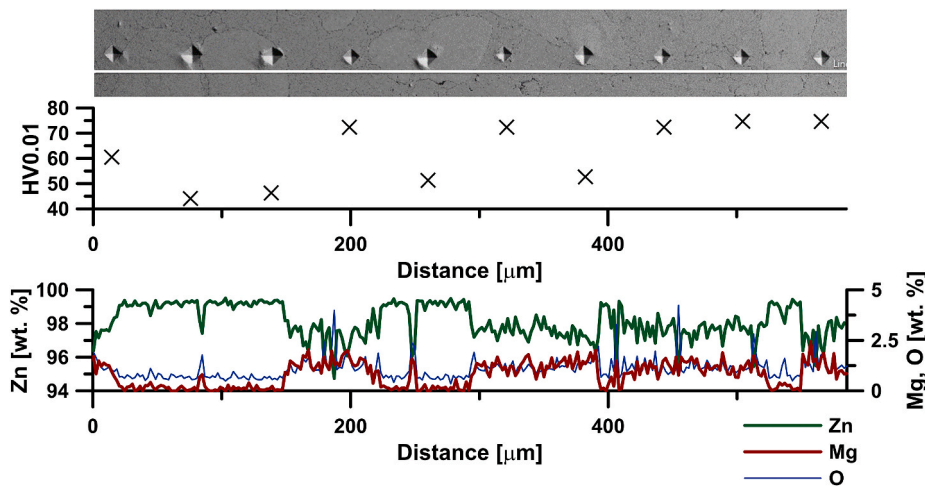 Line
80
70
60
50
40
HV0.01
0
200
400
Distance [μm]
100
98
96
94
Zn [wt. %]
5
2.5
0
Mg, O [wt. %]
0
200
400
Distance [μm]
Zn
Mg
O